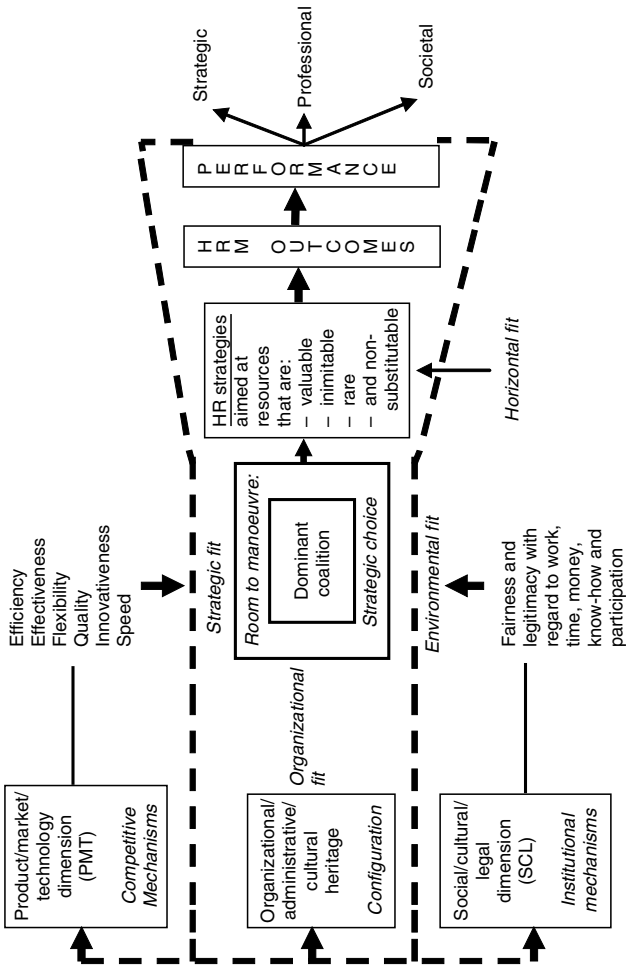 Product/market/
technology
dimension
(PMT)
Competitive
Mechanisms
Efficiency
Effectiveness
Flexibility
Quality
Innovativeness
Speed
Strategic fit
Organizational/
administrative/
cultural
heritage
Configuration
Organizational
fit
Room to manoeuvre:
Dominant
coalition
Strategic choice
Environmental fit
Social/cultural/
legal
dimension
(SCL)
Institutional
mechanisms
Fairness and
legitimacy with
regard to work,
time, money,
know-how and
participation
HR strategies
aimed at
resources
that are:
– valuable
– inimitable
– rare
– and non-
substitutable
Horizontal fit
HRM OUTCOMES
PERFORMANCE
Strategic
Professional
Societal